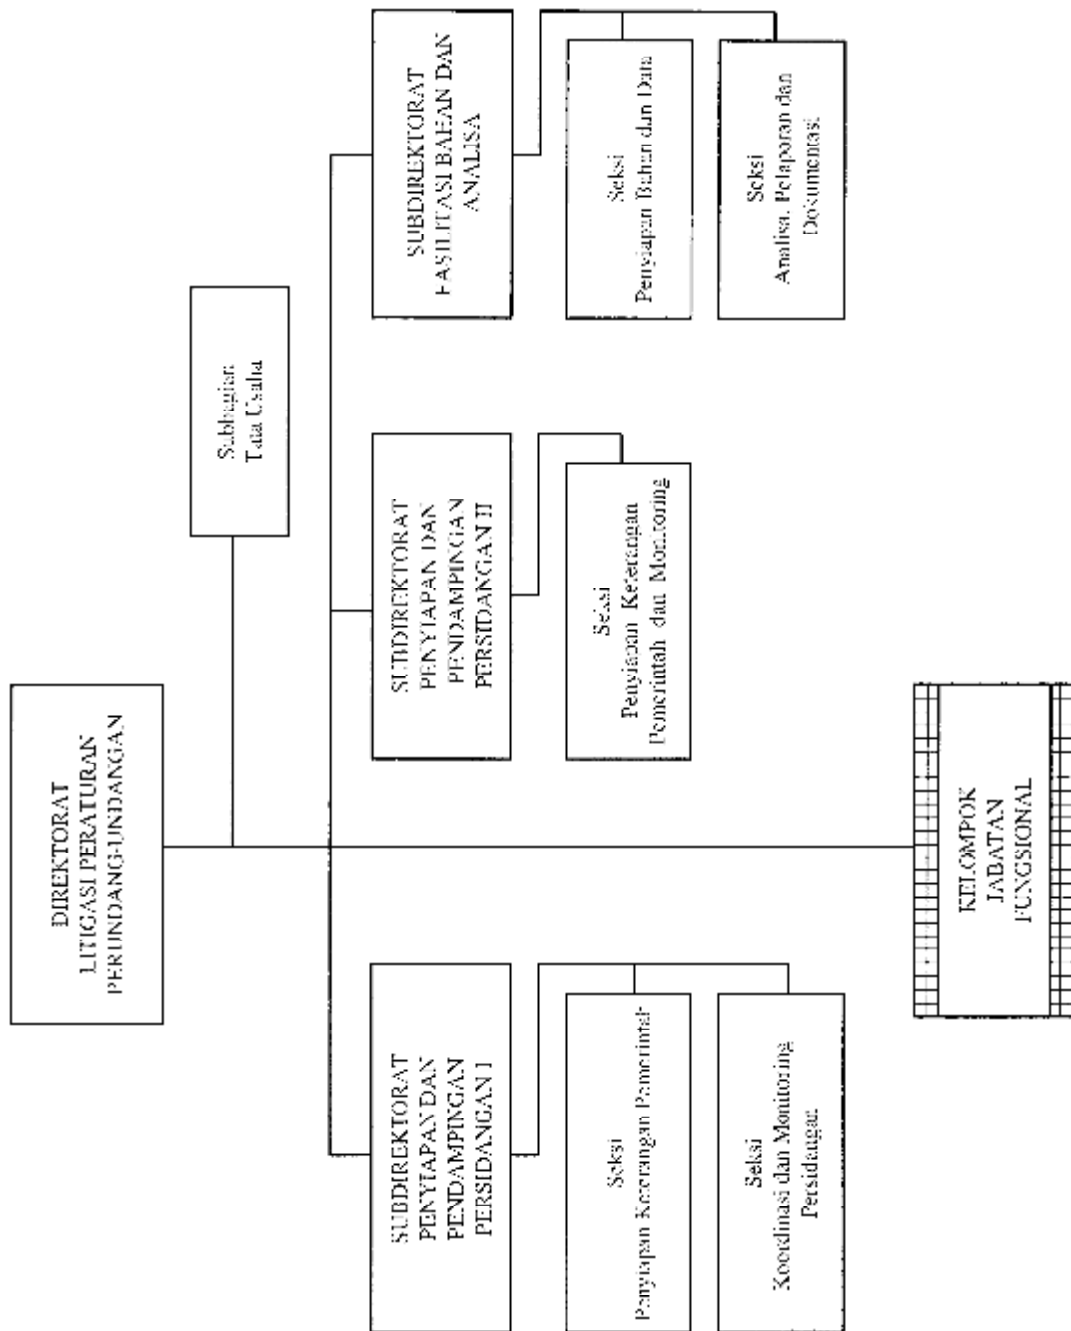 DIREKTORAT
LITIGASI PERATURAN
PERUNDANG-UNDANGAN
Subbagian
Tata Usaha
SUBDIREKTORAT
PENYIAPAN DAN
PENDAMPINGAN
PERSIDANGAN I
SUBDIREKTORAT
PENYIAPAN DAN
PENDAMPINGAN
PERSIDANGAN II
SUBDIREKTORAT
FASILITASI BAHAN DAN
ANALISA
Seksi
Penyiapan Keterangan Pemerintah
Seksi
Penyiapan Keterangan
Pemerintah dan Monitoring
Seksi
Penyiapan Bahan dan Data
Seksi
Koordinasi dan Monitoring
Persidangan
Seksi
Analisa, Pelaporan dan
Dokumentasi
KELOMPOK
JABATAN
FUNGSIONAL